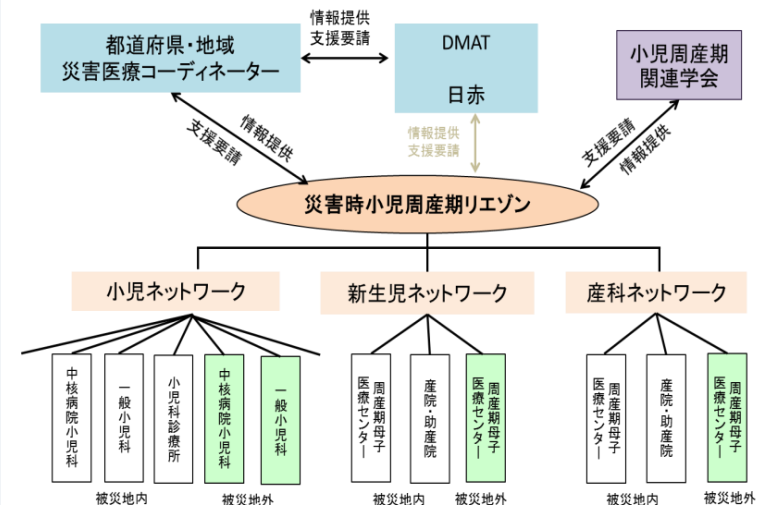 都道府県・地域
災害医療コーディネーター
情報提供
支援要請
DMAT
日赤
小児周産期
関連学会
情報提供
支援要請
情報提供
支援要請
支援要請
情報提供
災害時小児周産期リエゾン
小児ネットワーク
新生児ネットワーク
産科ネットワーク
中核病院小児科
一般小児科
小児科診療所
中核病院小児科
一般小児科
周産期母子
医療センター
産院・助産院
周産期母子
医療センター
周産期母子
医療センター
産院・助産院
周産期母子
医療センター
被災地内
被災地外
被災地内
被災地外
被災地内
被災地外